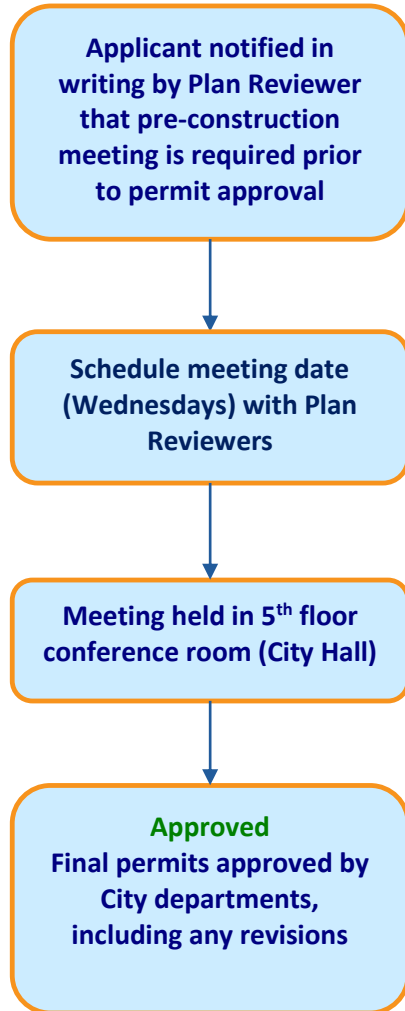 Applicant notified in
writing by Plan Reviewer
that pre-construction
meeting is required prior
to permit approval
Schedule meeting date
(Wednesdays) with Plan
Reviewers
Meeting held in 5th floor
conference room (City Hall)
Approved
Final permits approved by
City departments,
including any revisions